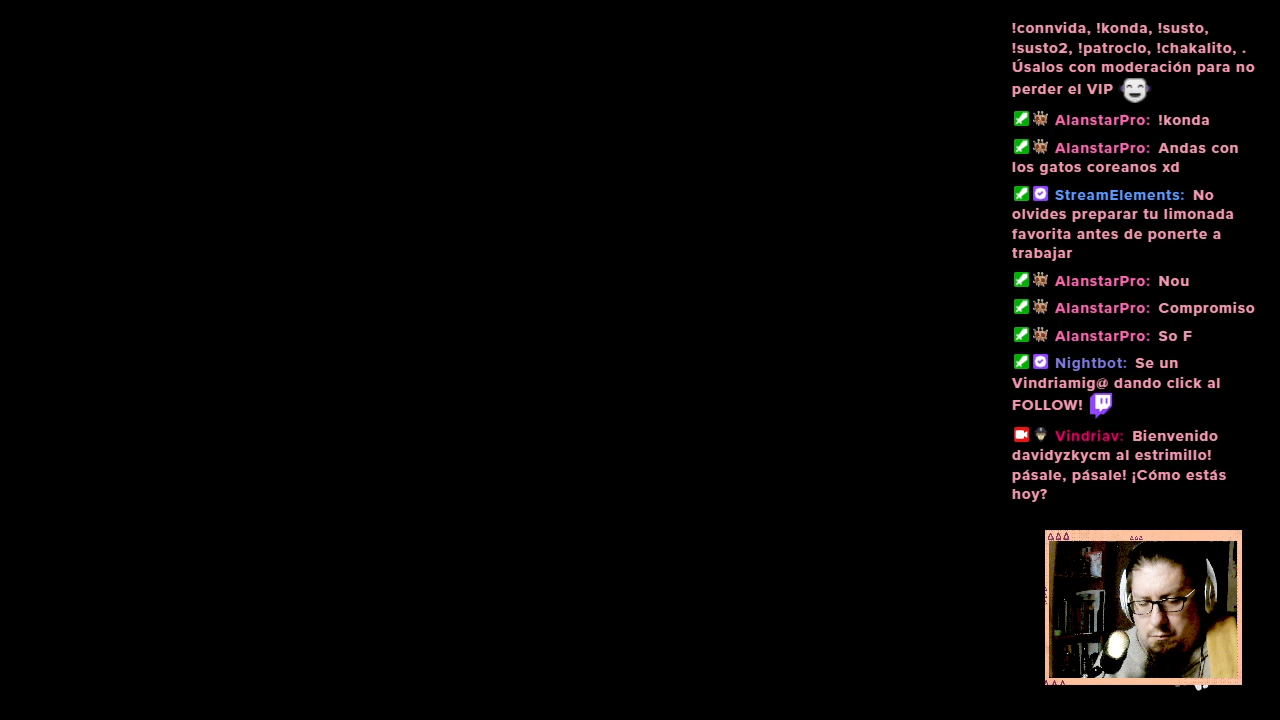 !connvida, !konda, !susto,
!susto2, !patroclo, !chakalito, .
Úsalos con moderación para no
perder el VIP
AlanstarPro: !konda
AlanstarPro: Andas con
los gatos coreanos xd
StreamElements: No
olvides preparar tu limonada
favorita antes de ponerte a
trabajar
AlanstarPro: Nou
AlanstarPro: Compromiso
AlanstarPro: So F
Nightbot: Se un
Vindriamig@ dando click al
FOLLOW!
Vindriav: Bienvenido
davidyzkycm al estrimillo!
pásale, pásale! ¡Cómo estás
hoy?